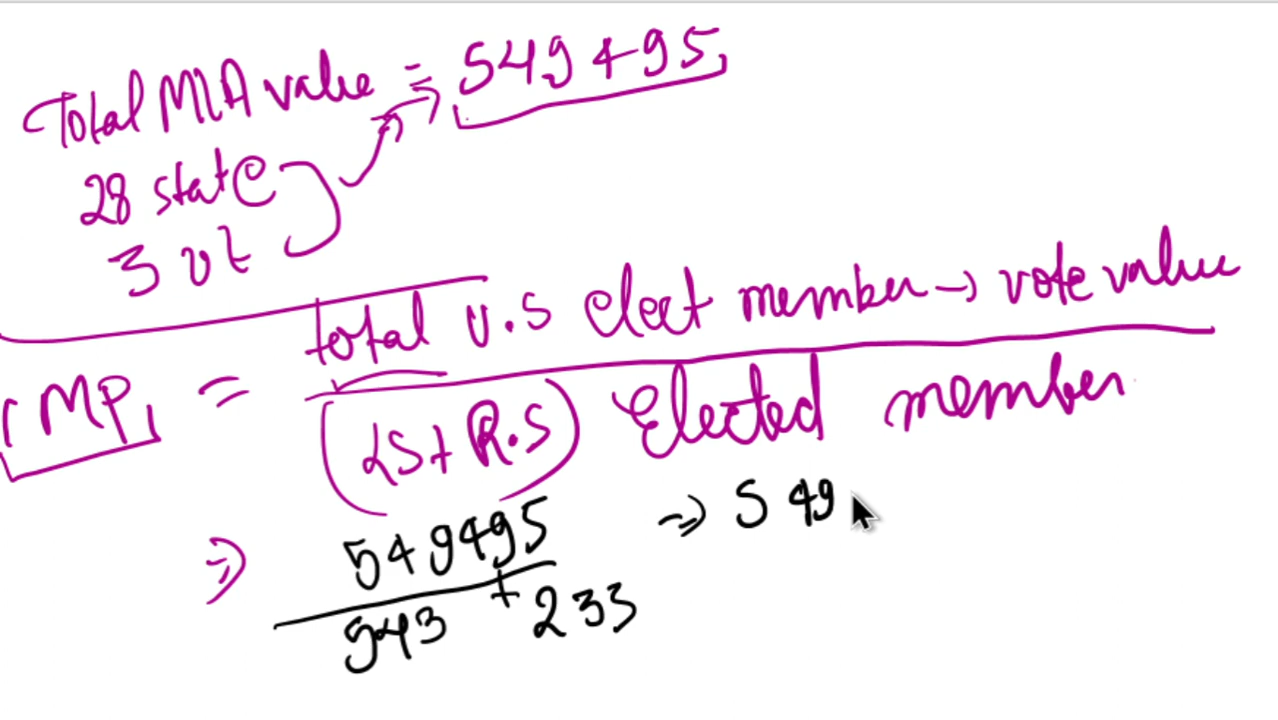 Total MLA value = 549495
28 state
3 ut
total V.S elect member → vote value
MP =
(LS + R.S) Elected member
⇒ 549495 ⇒ 549
543 + 233